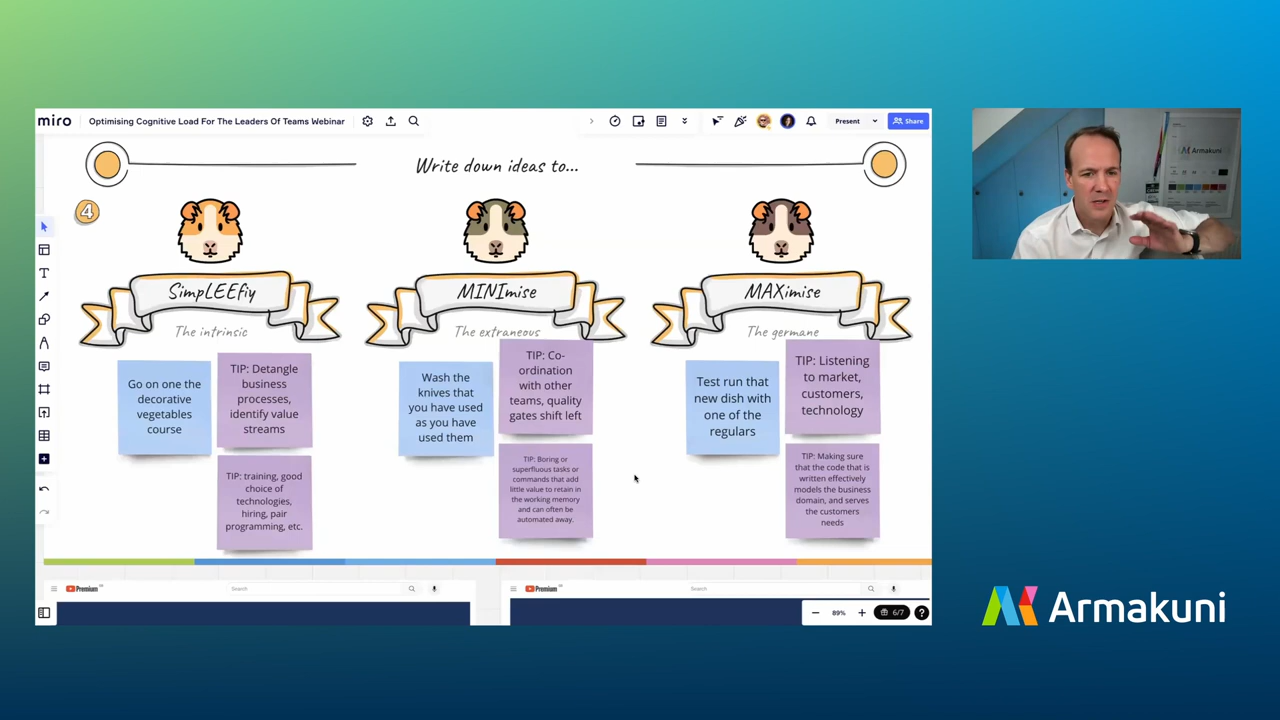 miro
Optimising Cognitive Load For The Leaders Of Teams Webinar
Present
Share
Armakuni
Write down ideas to...
4
SimpLEEfiy
The intrinsic
MINImise
The extraneous
MAXimise
The germane
Go on one the
decorative
vegetables
course
TIP: Detangle
business
processes,
identify value
streams
TIP: training, good
choice of
technologies,
hiring, pair
programming, etc.
Wash the
knives that
you have used
as you have
used them
TIP: Co-
ordination
with other
teams, quality
gates shift left
TIP: Boring or
superfluous tasks or
commands that add
little value to retain in
the working memory
and can often be
automated away.
Test run that
new dish with
one of the
regulars
TIP: Listening
to market,
customers,
technology
TIP: Making sure
that the code that is
written effectively
models the business
domain, and serves
the customers
needs
Premium
Search
Premium
Search
89%
6/7
?
Armakuni